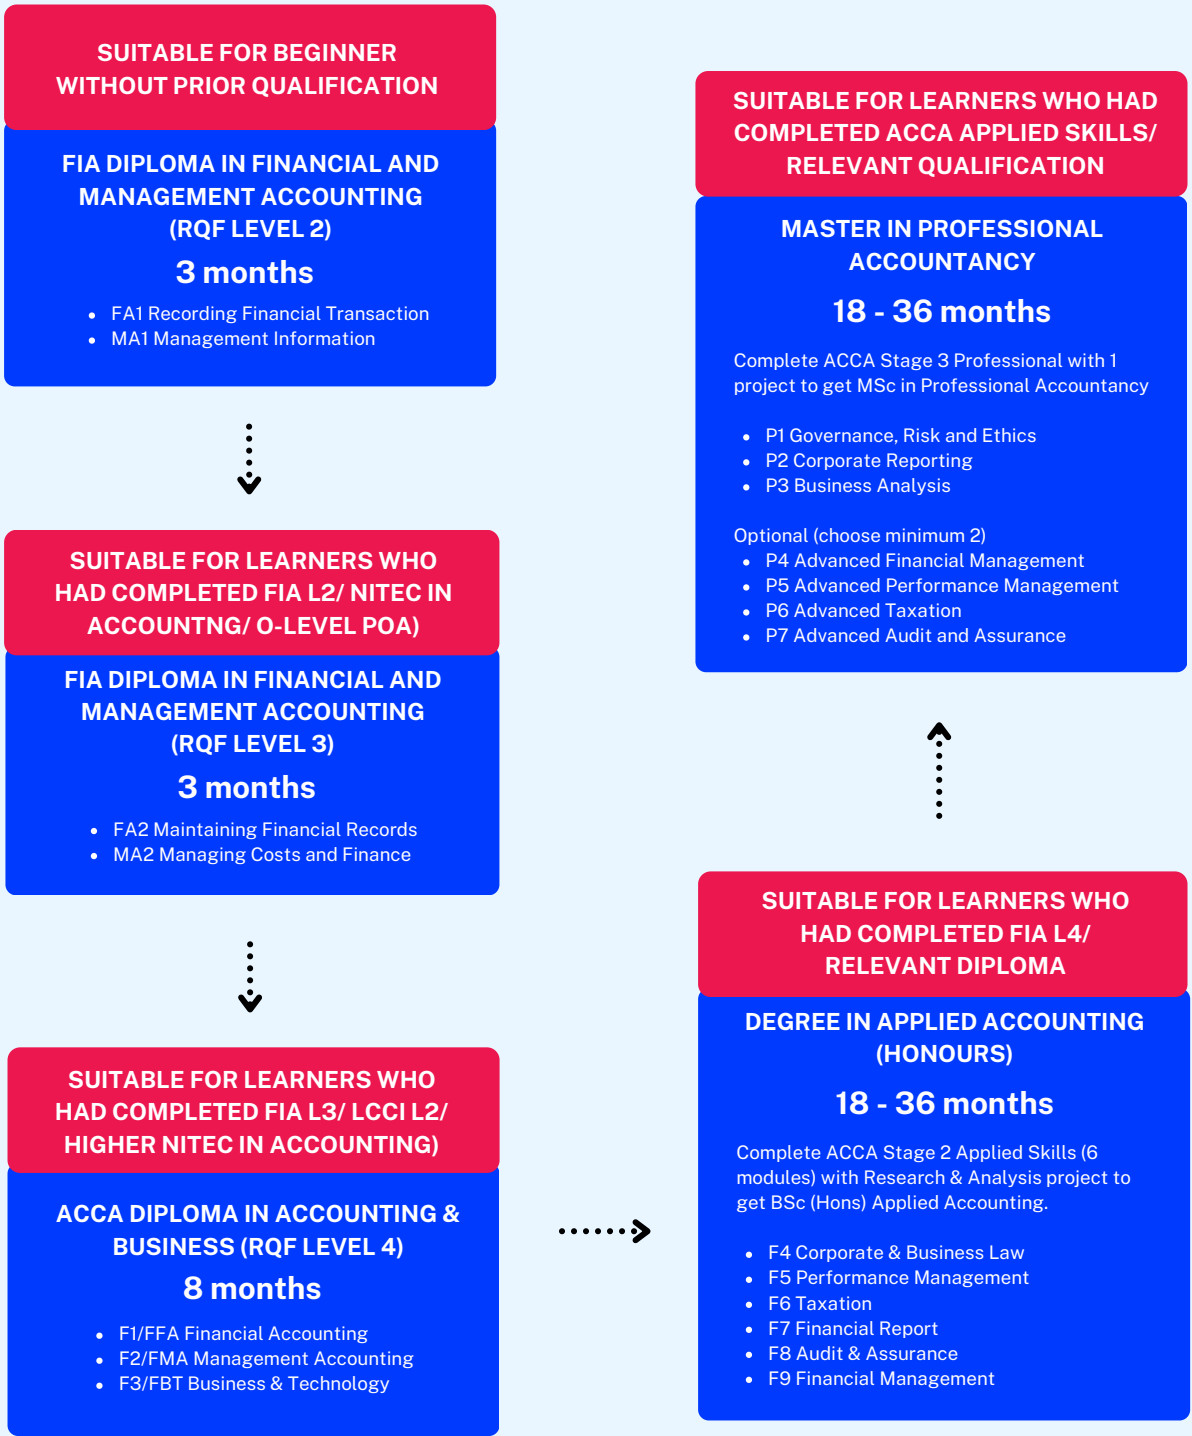 SUITABLE FOR BEGINNER
WITHOUT PRIOR QUALIFICATION
FIA DIPLOMA IN FINANCIAL AND
MANAGEMENT ACCOUNTING
(RQF LEVEL 2)
3 months
• FA1 Recording Financial Transaction
• MA1 Management Information
SUITABLE FOR LEARNERS WHO
HAD COMPLETED FIA L2/ NITEC IN
ACCOUNTNG/ O-LEVEL POA)
FIA DIPLOMA IN FINANCIAL AND
MANAGEMENT ACCOUNTING
(RQF LEVEL 3)
3 months
• FA2 Maintaining Financial Records
• MA2 Managing Costs and Finance
SUITABLE FOR LEARNERS WHO
HAD COMPLETED FIA L3/ LCCI L2/
HIGHER NITEC IN ACCOUNTING)
ACCA DIPLOMA IN ACCOUNTING &
BUSINESS (RQF LEVEL 4)
8 months
• F1/FFA Financial Accounting
• F2/FMA Management Accounting
• F3/FBT Business & Technology
SUITABLE FOR LEARNERS WHO
HAD COMPLETED FIA L4/
RELEVANT DIPLOMA
DEGREE IN APPLIED ACCOUNTING
(HONOURS)
18 - 36 months
Complete ACCA Stage 2 Applied Skills (6
modules) with Research & Analysis project to
get BSc (Hons) Applied Accounting.
• F4 Corporate & Business Law
• F5 Performance Management
• F6 Taxation
• F7 Financial Report
• F8 Audit & Assurance
• F9 Financial Management
SUITABLE FOR LEARNERS WHO HAD
COMPLETED ACCA APPLIED SKILLS/
RELEVANT QUALIFICATION
MASTER IN PROFESSIONAL
ACCOUNTANCY
18 - 36 months
Complete ACCA Stage 3 Professional with 1
project to get MSc in Professional Accountancy
• P1 Governance, Risk and Ethics
• P2 Corporate Reporting
• P3 Business Analysis
Optional (choose minimum 2)
• P4 Advanced Financial Management
• P5 Advanced Performance Management
• P6 Advanced Taxation
• P7 Advanced Audit and Assurance